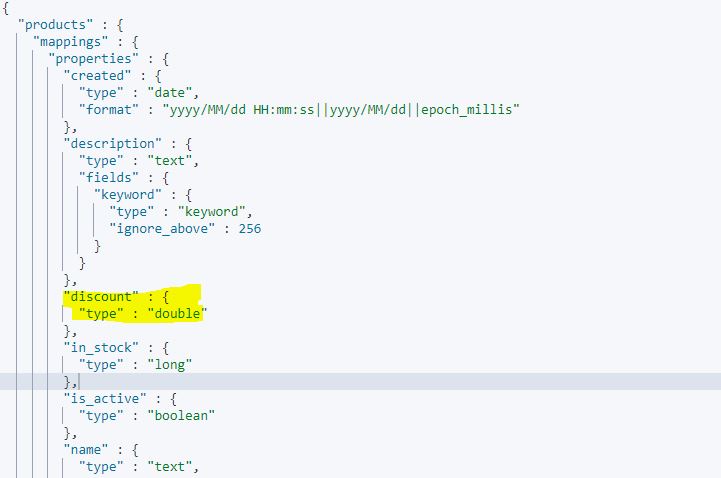 {
"products" : {
"mappings" : {
"properties" : {
"created" : {
"type" : "date",
"format" : "yyyy/MM/dd HH:mm:ss||yyyy/MM/dd||epoch_millis"
},
"description" : {
"type" : "text",
"fields" : {
"keyword" : {
"type" : "keyword",
"ignore_above" : 256
}
}
},
"discount" : {
"type" : "double"
},
"in_stock" : {
"type" : "long"
},
"is_active" : {
"type" : "boolean"
},
"name" : {
"type" : "text",